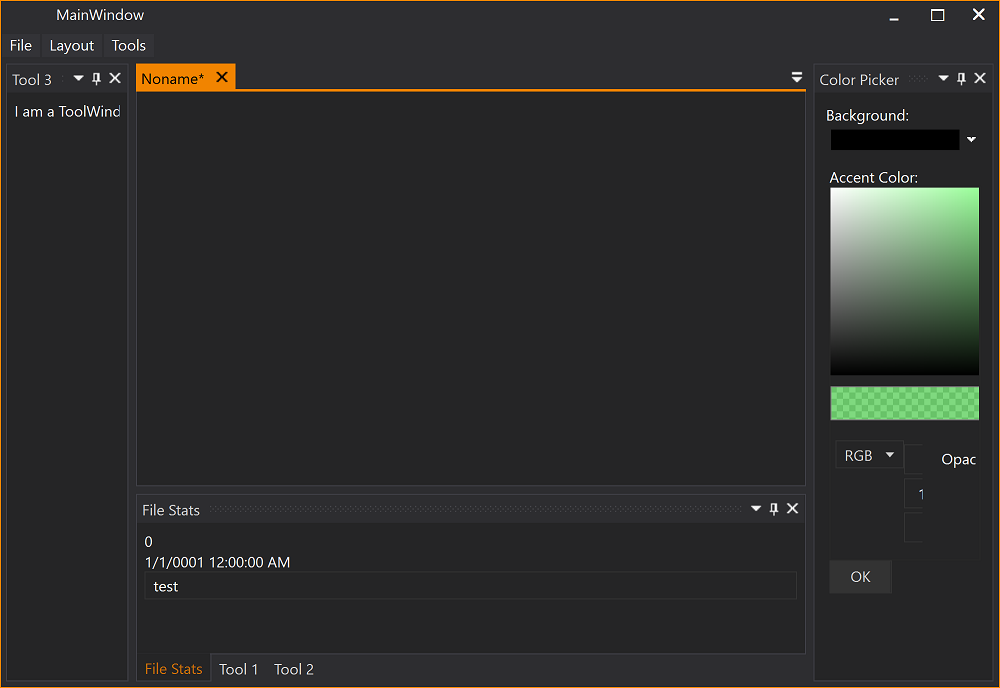 MainWindow
File Layout Tools
Tool 3
I am a ToolWind
Noname*
Color Picker
Background:
Accent Color:
RGB
Opac
1
OK
File Stats
0
1/1/0001 12:00:00 AM
test
File Stats Tool 1 Tool 2